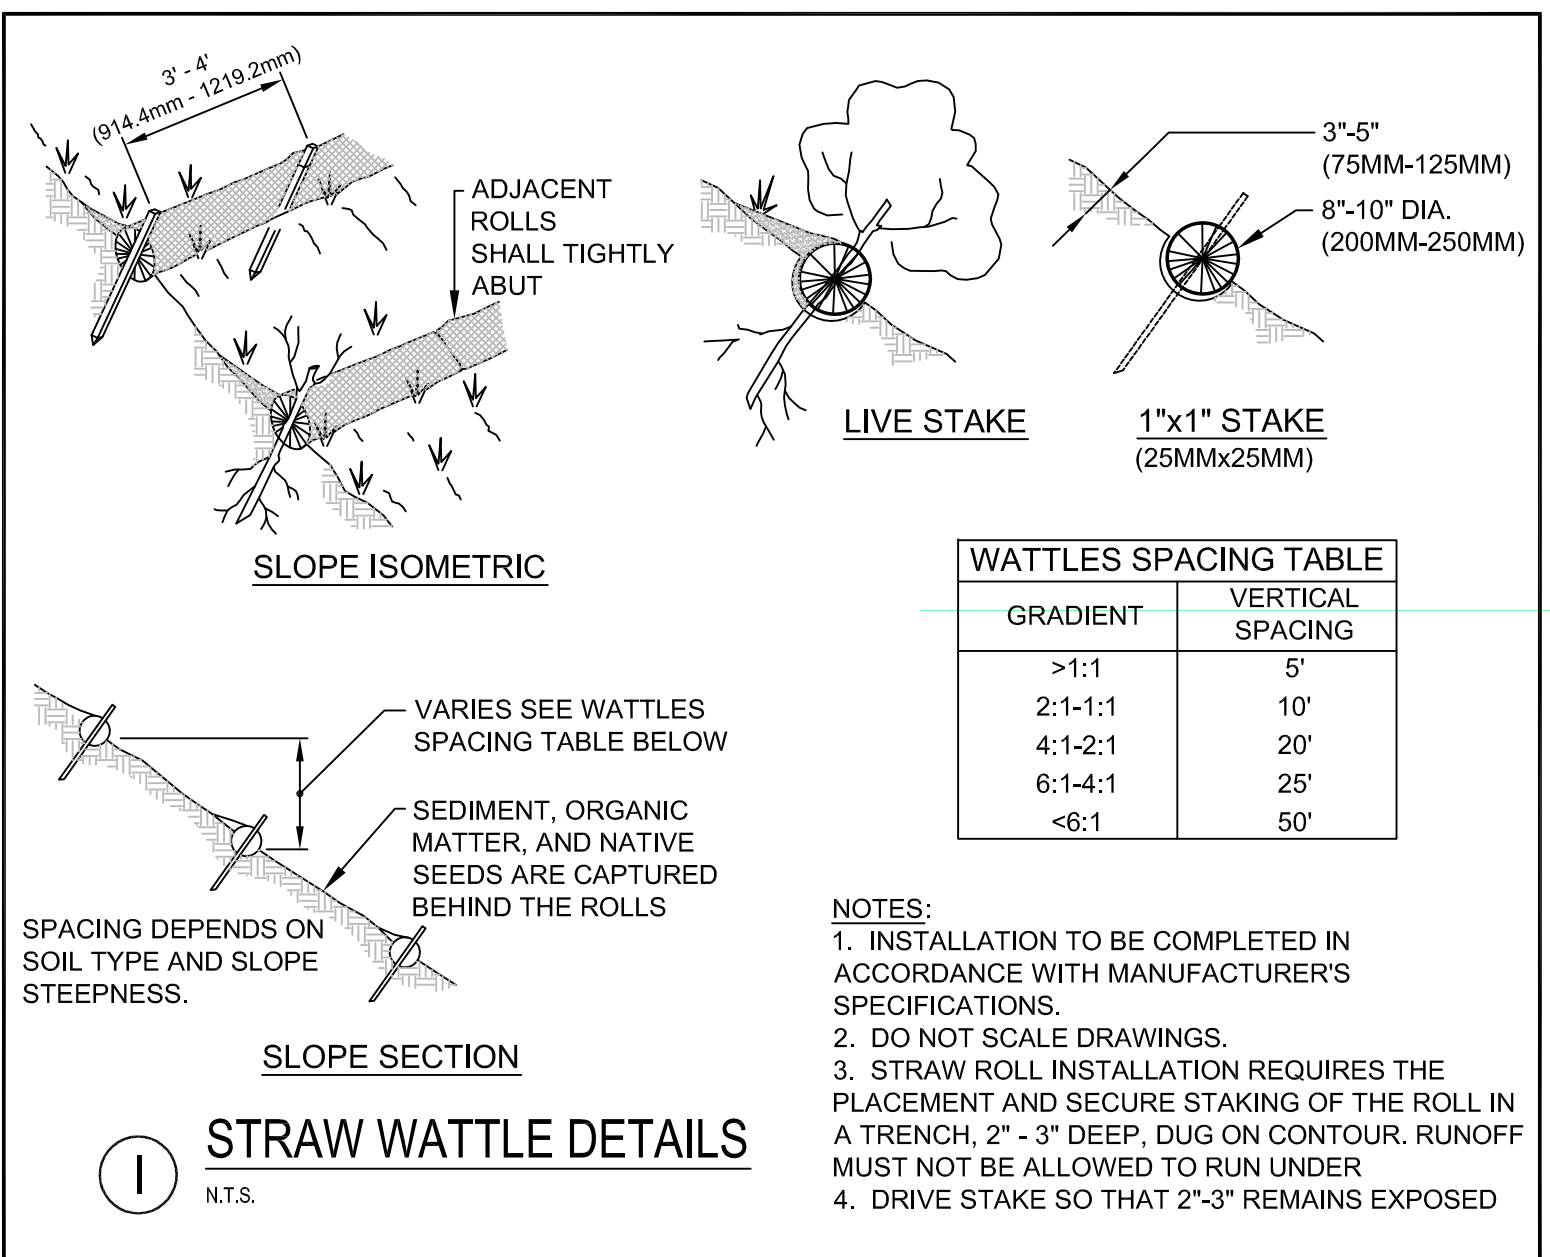 3' - 4'
(914.4mm - 1219.2mm)
ADJACENT
ROLLS
SHALL TIGHTLY
ABUT
SLOPE ISOMETRIC
LIVE STAKE
3"-5"
(75MM-125MM)
8"-10" DIA.
(200MM-250MM)
1"x1" STAKE
(25MMx25MM)
WATTLES SPACING TABLE
GRADIENT
VERTICAL
SPACING
>1:1 5'
2:1-1:1 10'
4:1-2:1 20'
6:1-4:1 25'
<6:1 50'
VARIES SEE WATTLES
SPACING TABLE BELOW
SEDIMENT, ORGANIC
MATTER, AND NATIVE
SEEDS ARE CAPTURED
BEHIND THE ROLLS
SPACING DEPENDS ON
SOIL TYPE AND SLOPE
STEEPNESS.
SLOPE SECTION
I
STRAW WATTLE DETAILS
N.T.S.
NOTES:
1. INSTALLATION TO BE COMPLETED IN
ACCORDANCE WITH MANUFACTURER'S
SPECIFICATIONS.
2. DO NOT SCALE DRAWINGS.
3. STRAW ROLL INSTALLATION REQUIRES THE
PLACEMENT AND SECURE STAKING OF THE ROLL IN
A TRENCH, 2" - 3" DEEP, DUG ON CONTOUR. RUNOFF
MUST NOT BE ALLOWED TO RUN UNDER
4. DRIVE STAKE SO THAT 2"-3" REMAINS EXPOSED